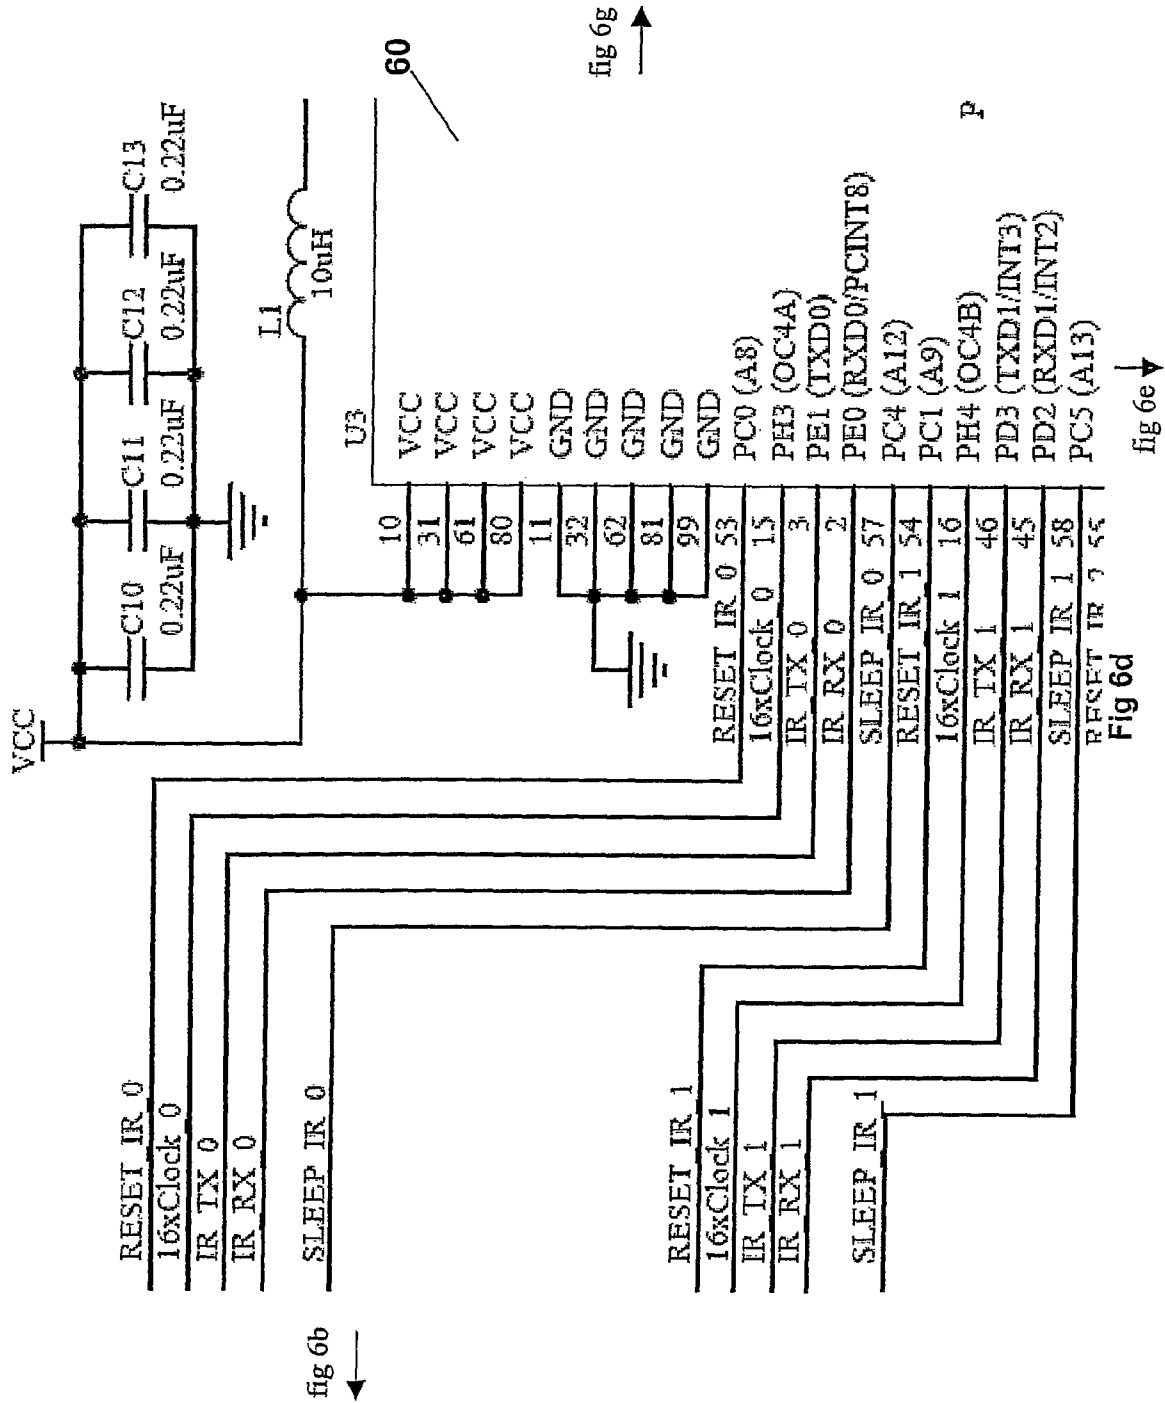 VCC
C10
0.22uF
C11
0.22uF
C12
0.22uF
C13
0.22uF
L1
10uH
60
U3
10 VCC
31 VCC
61 VCC
80 VCC
11 GND
32 GND
62 GND
81 GND
99 GND
RESET IR 0 53 PC0 (A8)
16xClock 0 15 PH3 (OC4A)
IR TX 0 3 PE1 (TXD0)
IR RX 0 2 PE0 (RXD0/PCINT8)
SLEEP IR 0 57 PC4 (A12)
RESET IR 1 54 PC1 (A9)
16xClock 1 16 PH4 (OC4B)
IR TX 1 46 PD3 (TXD1/INT3)
IR RX 1 45 PD2 (RXD1/INT2)
SLEEP IR 1 58 PC5 (A13)
RESET IR
P
RESET IR 0
16xClock 0
IR TX 0
IR RX 0
SLEEP IR 0
RESET IR 1
16xClock 1
IR TX 1
IR RX 1
SLEEP IR 1
fig 6b
fig 6g
fig 6e
Fig 6d